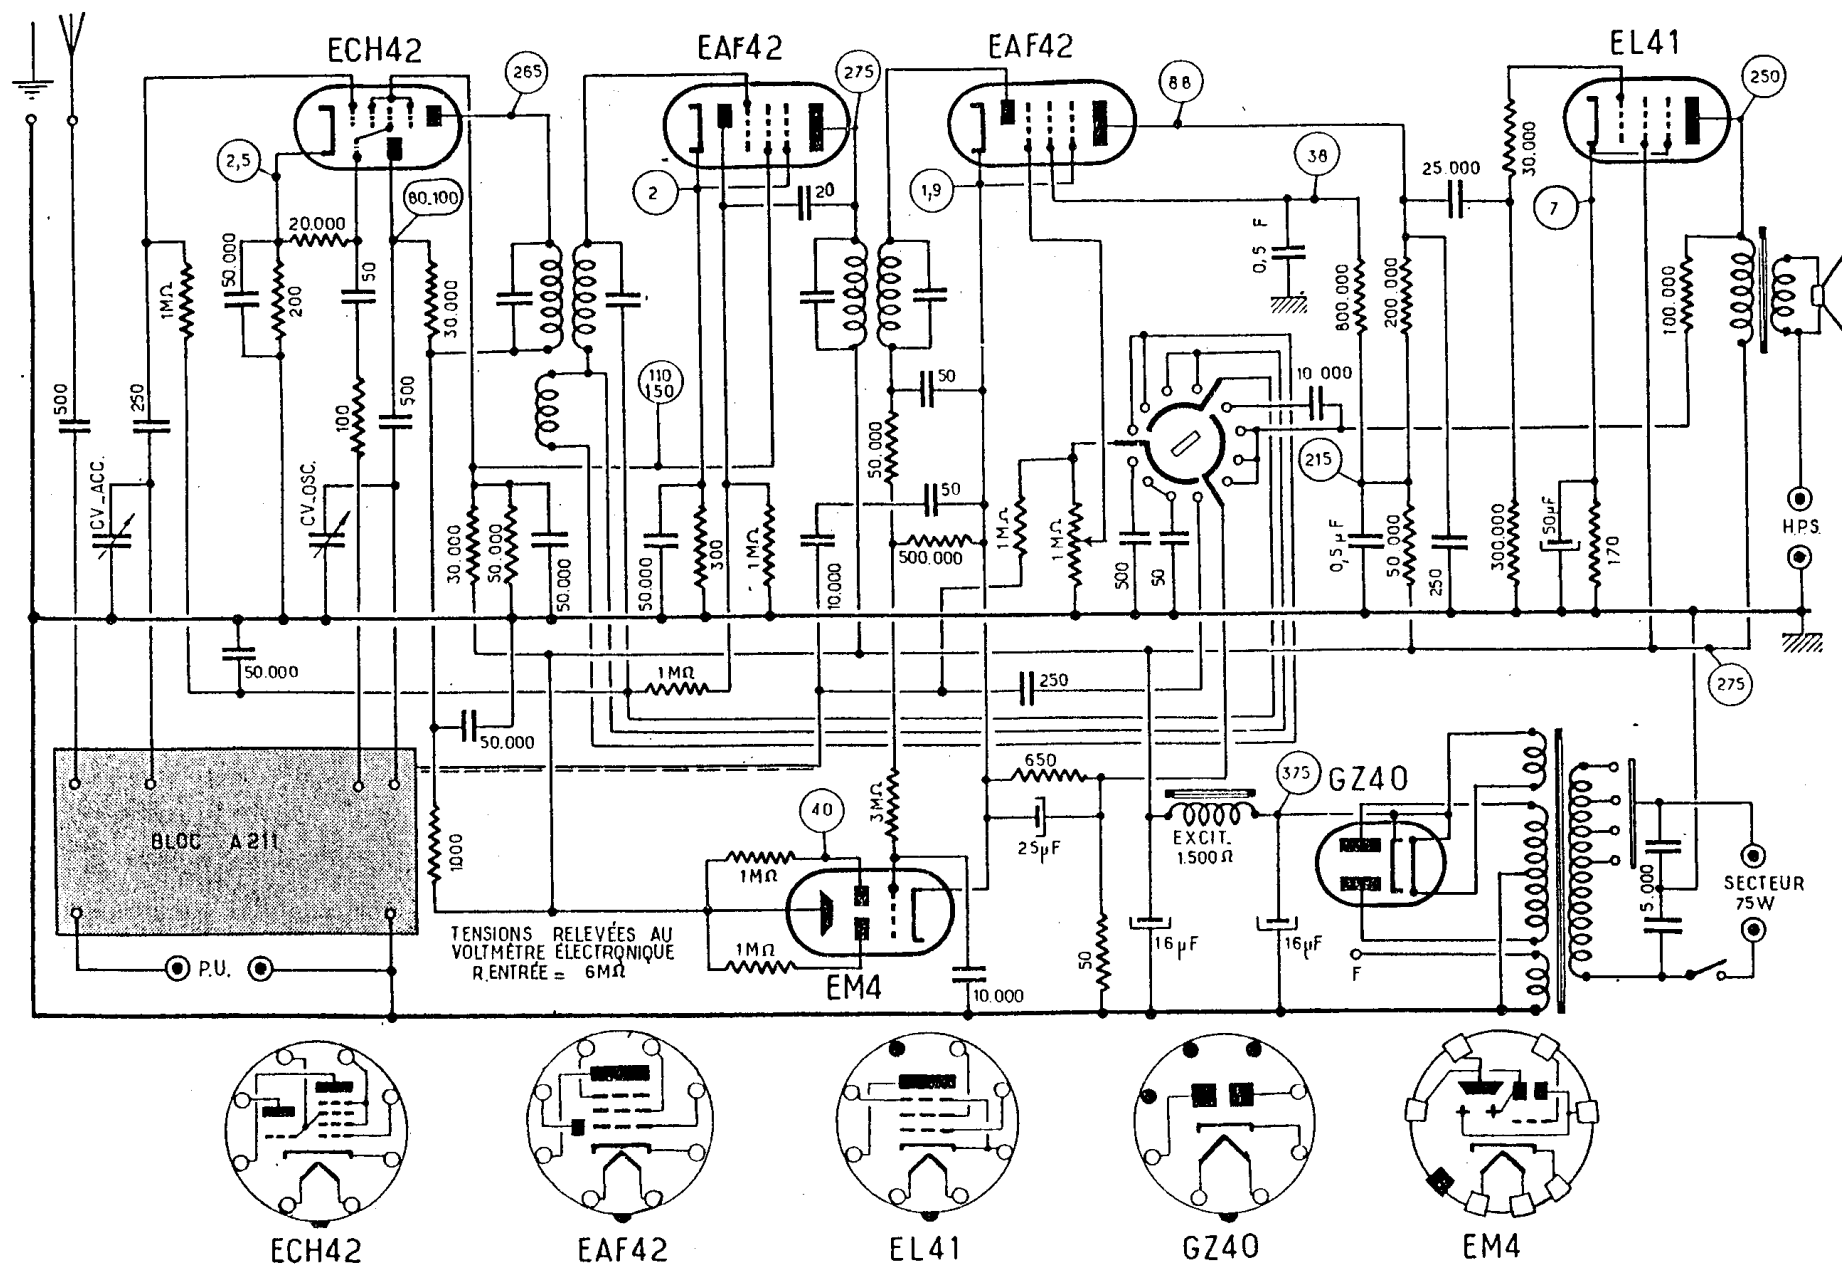 ECH42
EAF42
EAF42
EL41
265
275
88
250
2,5
80_100
2
1,9
38
7
20
25.000
30.000
20.000
50.000
200
50
1MΩ
30.000
0,5 F
800.000
200.000
100.000
110
150
50
10 000
500
250
100
500
50.000
215
CV_ACC.
CV_OSC.
30.000
50.000
50.000
50.000
300
1MΩ
10.000
50
500.000
1MΩ
1MΩ
500
50
0,5µF
50.000
250
300.000
50µF
170
H.P.S.
50.000
1MΩ
250
275
50.000
650
375
GZ40
BLOC A211
1000
40
3MΩ
25µF
EXCIT.
1.500Ω
1MΩ
5.000
SECTEUR
75W
TENSIONS RELEVÉES AU
VOLTMÈTRE ÉLECTRONIQUE
R.ENTRÉE = 6MΩ
1MΩ
EM4
10.000
50
16µF
16µF
F
P.U.
ECH42
EAF42
EL41
GZ40
EM4